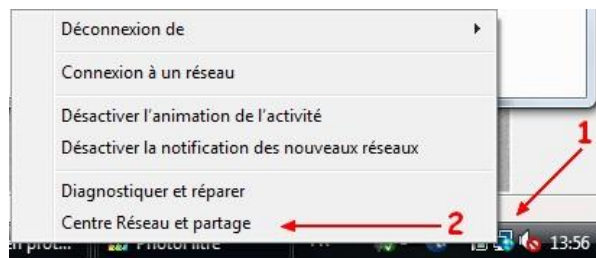 Déconnexion de
Connexion à un réseau
Désactiver l'animation de l'activité
Désactiver la notification des nouveaux réseaux
Diagnostiquer et réparer
Centre Réseau et partage
1
2
PhotoFiltre
13:56